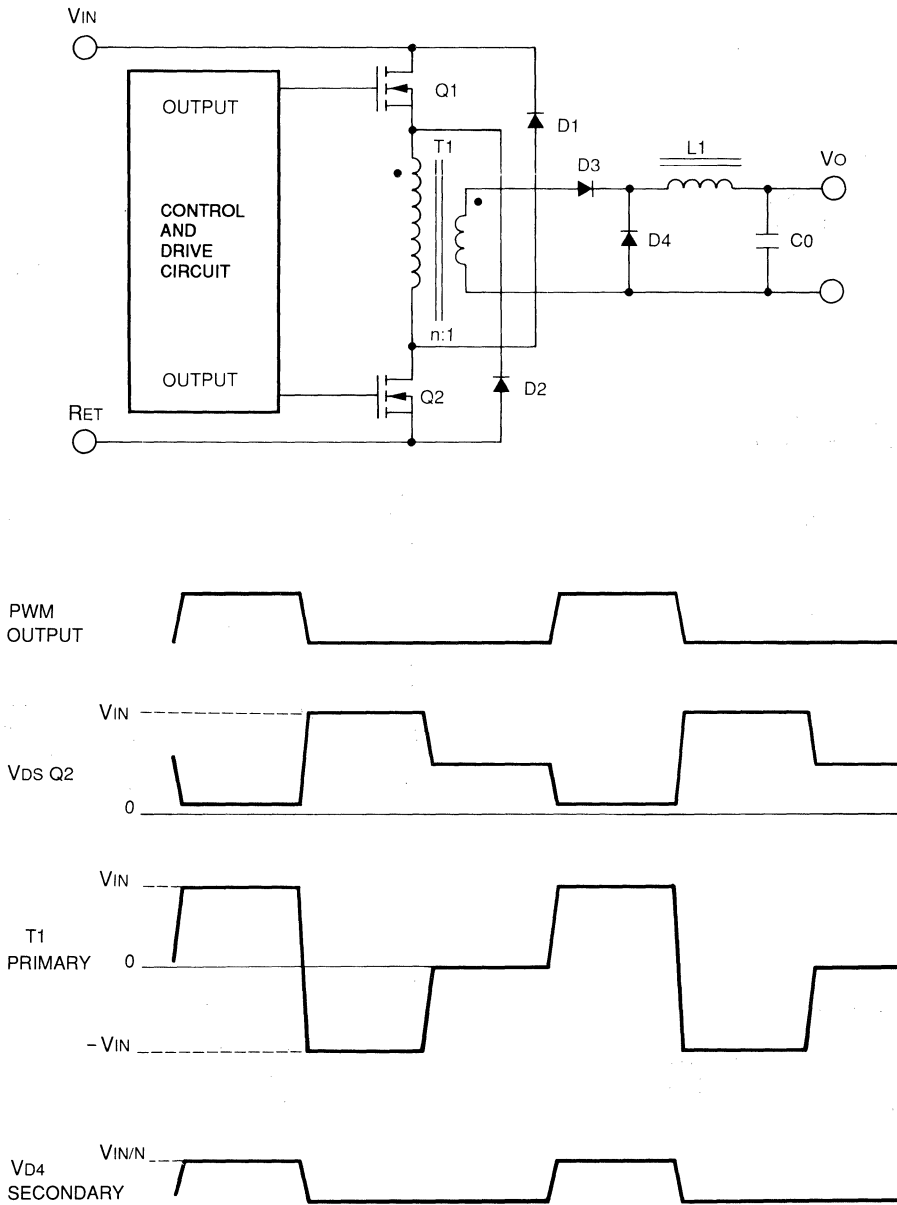 VIN
OUTPUT
Q1
D1
T1
D3
L1
VO
CONTROL
AND
DRIVE
CIRCUIT
D4
C0
n:1
OUTPUT
Q2
D2
RET
PWM
OUTPUT
VIN
VDS Q2
0
VIN
T1
PRIMARY
0
– VIN
VIN/N
VD4
SECONDARY